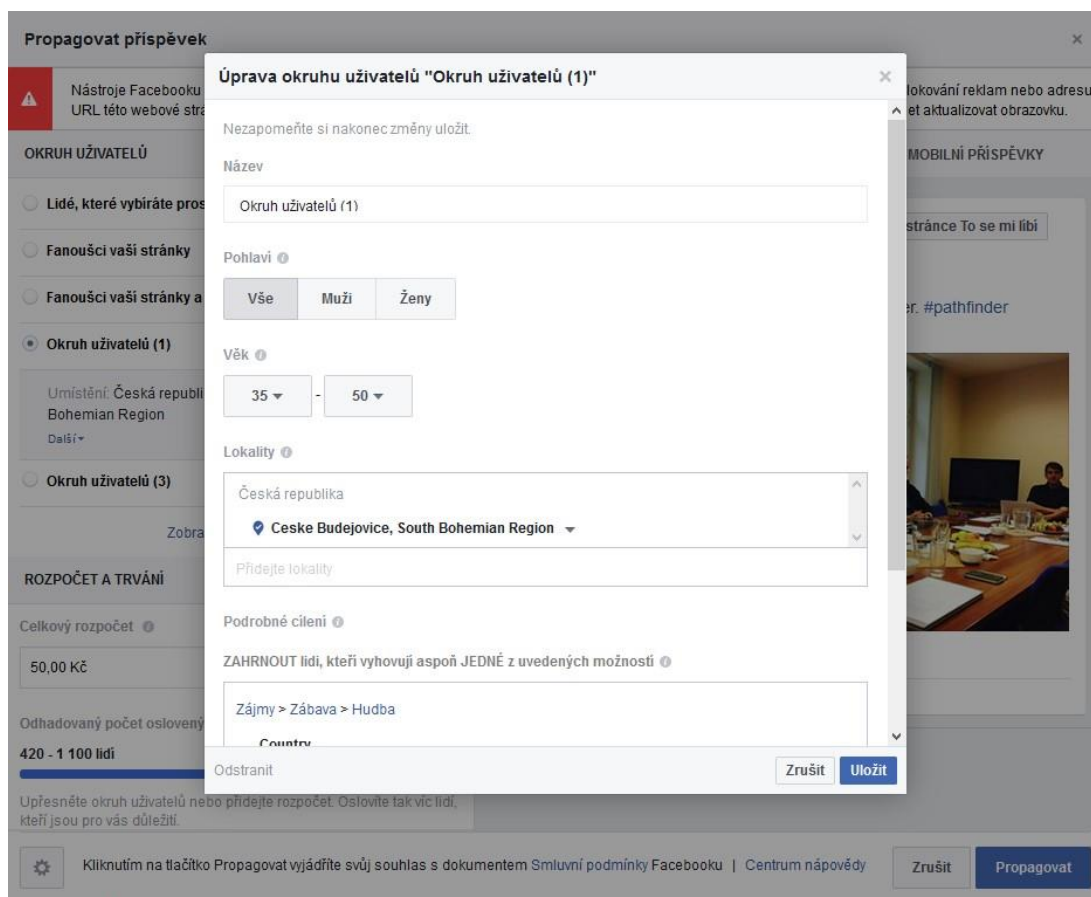 Propagovat příspěvek
Nástroje Facebooku
lokování reklam nebo adresu
URL této webové strá
et aktualizovat obrazovku.
OKRUH UŽIVATELŮ
MOBILNÍ PŘÍSPĚVKY
Lidé, které vybíráte pros
Fanoušci vaší stránky
Fanoušci vaší stránky a
Okruh uživatelů (1)
Umístění: Česká republi
Bohemian Region
Další
Okruh uživatelů (3)
Zobra
ROZPOČET A TRVÁNÍ
Celkový rozpočet
50,00 Kč
Odhadovaný počet oslovený
420 - 1 100 lidí
Upřesněte okruh uživatelů nebo přidejte rozpočet. Oslovíte tak víc lidí,
kteří jsou pro vás důležití.
Úprava okruhu uživatelů "Okruh uživatelů (1)"
Nezapomeňte si nakonec změny uložit.
Název
Okruh uživatelů (1)
Pohlaví
Vše Muži Ženy
Věk
35 - 50
Lokality
Česká republika
Ceske Budejovice, South Bohemian Region
Přidejte lokality
Podrobné cílení
ZAHRNOUT lidi, kteří vyhovují aspoň JEDNÉ z uvedených možností
Zájmy > Zábava > Hudba
Country
Odstranit Zrušit Uložit
stránce To se mi líbí
er. #pathfinder
Kliknutím na tlačítko Propagovat vyjádříte svůj souhlas s dokumentem Smluvní podmínky Facebooku | Centrum nápovědy Zrušit Propagovat